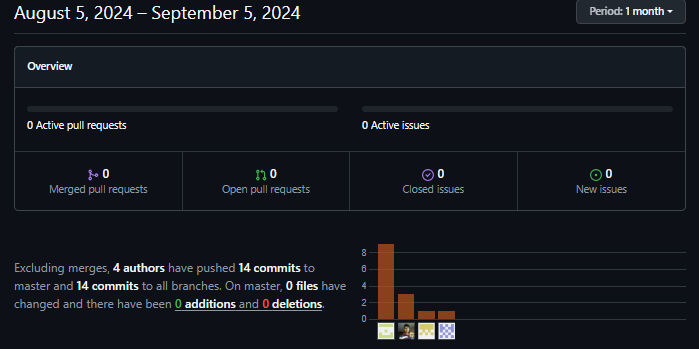 August 5, 2024 – September 5, 2024
Period: 1 month
Overview
0 Active pull requests
0 Active issues
0
Merged pull requests
0
Open pull requests
0
Closed issues
0
New issues
Excluding merges, 4 authors have pushed 14 commits to
master and 14 commits to all branches. On master, 0 files have
changed and there have been 0 additions and 0 deletions.
8
6
4
2
0